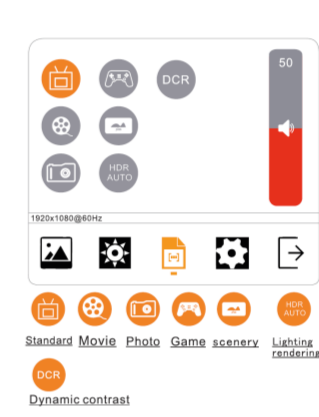 50
DCR
HDR
AUTO
1920x1080@60Hz
HDR
AUTO
Standard Movie Photo Game scenery Lighting
rendering
DCR
Dynamic contrast